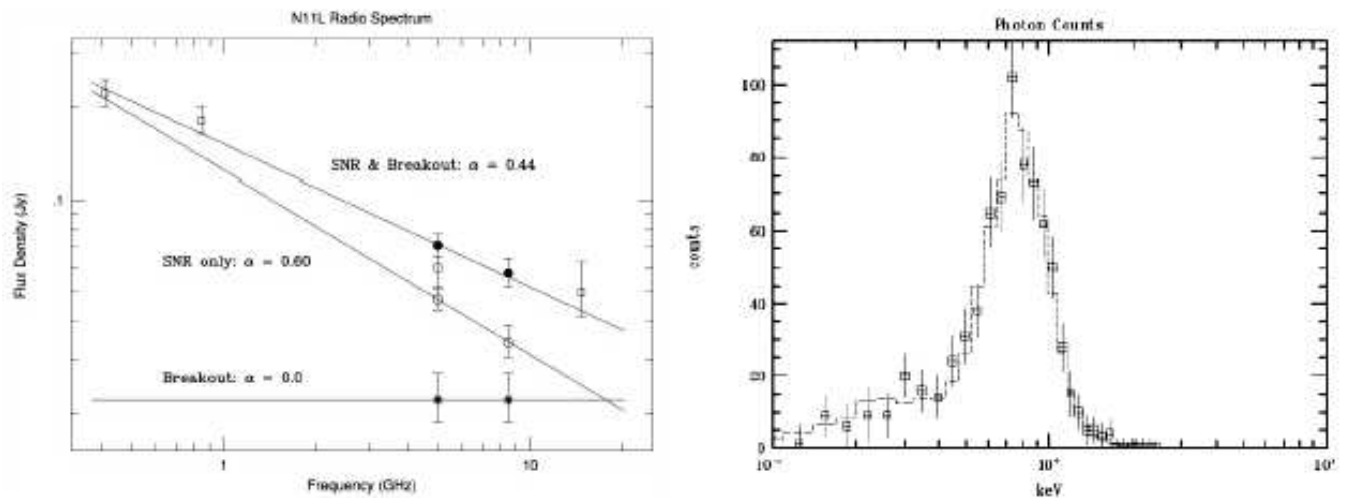 N11L Radio Spectrum
Flux Density (Jy)
.1
SNR & Breakout: α = 0.44
SNR only: α = 0.60
Breakout: α = 0.0
1
10
Frequency (GHz)
Photon Counts
counts
100
80
60
40
20
0
keV